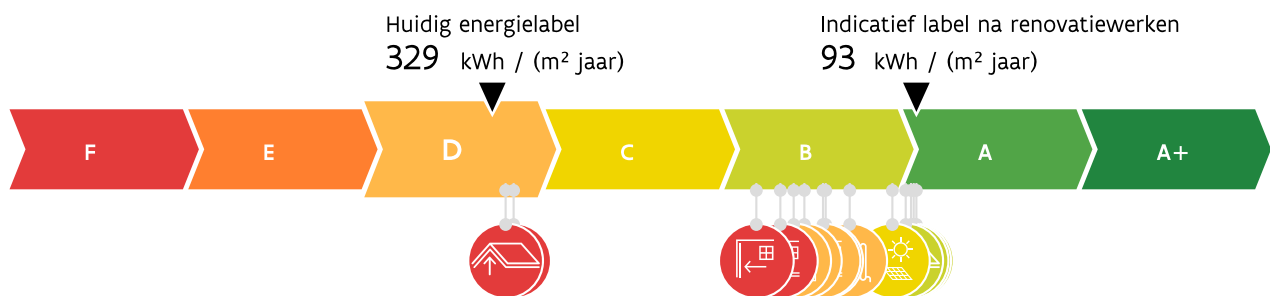 Huidig energielabel
329 kWh / (m² jaar)
Indicatief label na renovatiewerken
93 kWh / (m² jaar)
F E D C B A A+